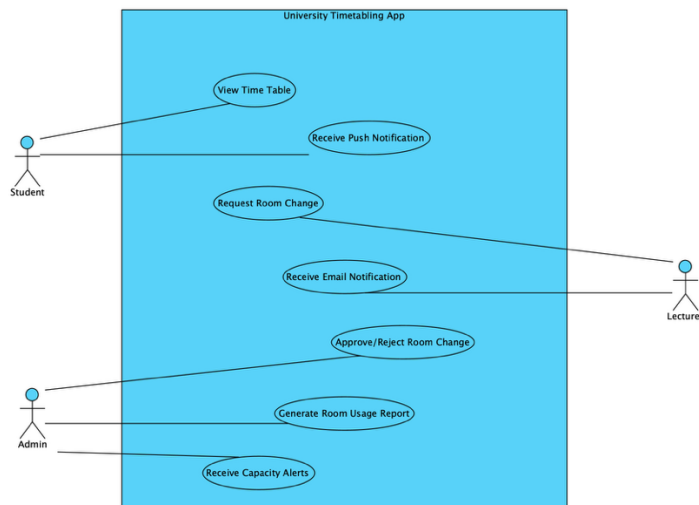 University Timetabling App
View Time Table
Receive Push Notification
Student
Request Room Change
Receive Email Notification
Lecture
Approve/Reject Room Change
Generate Room Usage Report
Admin
Receive Capacity Alerts